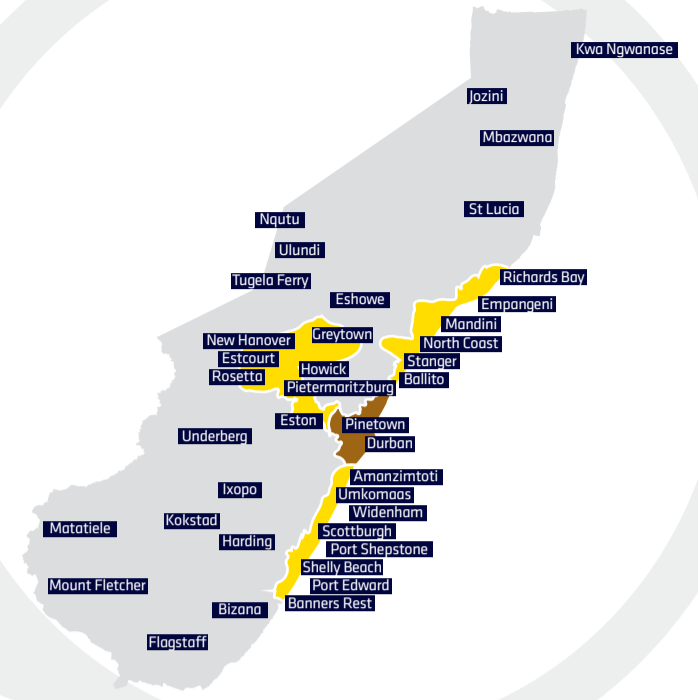 Kwa Ngwanase
Jozini
Mbazwana
St Lucia
Nqutu
Ulundi
Tugela Ferry
Richards Bay
Eshowe
Empangeni
Mandini
Greytown
New Hanover
North Coast
Estcourt
Stanger
Howick
Rosetta
Ballito
Pietermaritzburg
Eston
Pinetown
Underberg
Durban
Amanzimtoti
Ixopo
Umkomaas
Widenham
Kokstad
Matatiele
Scottburgh
Harding
Port Shepstone
Shelly Beach
Mount Fletcher
Port Edward
Banners Rest
Bizana
Flagstaff